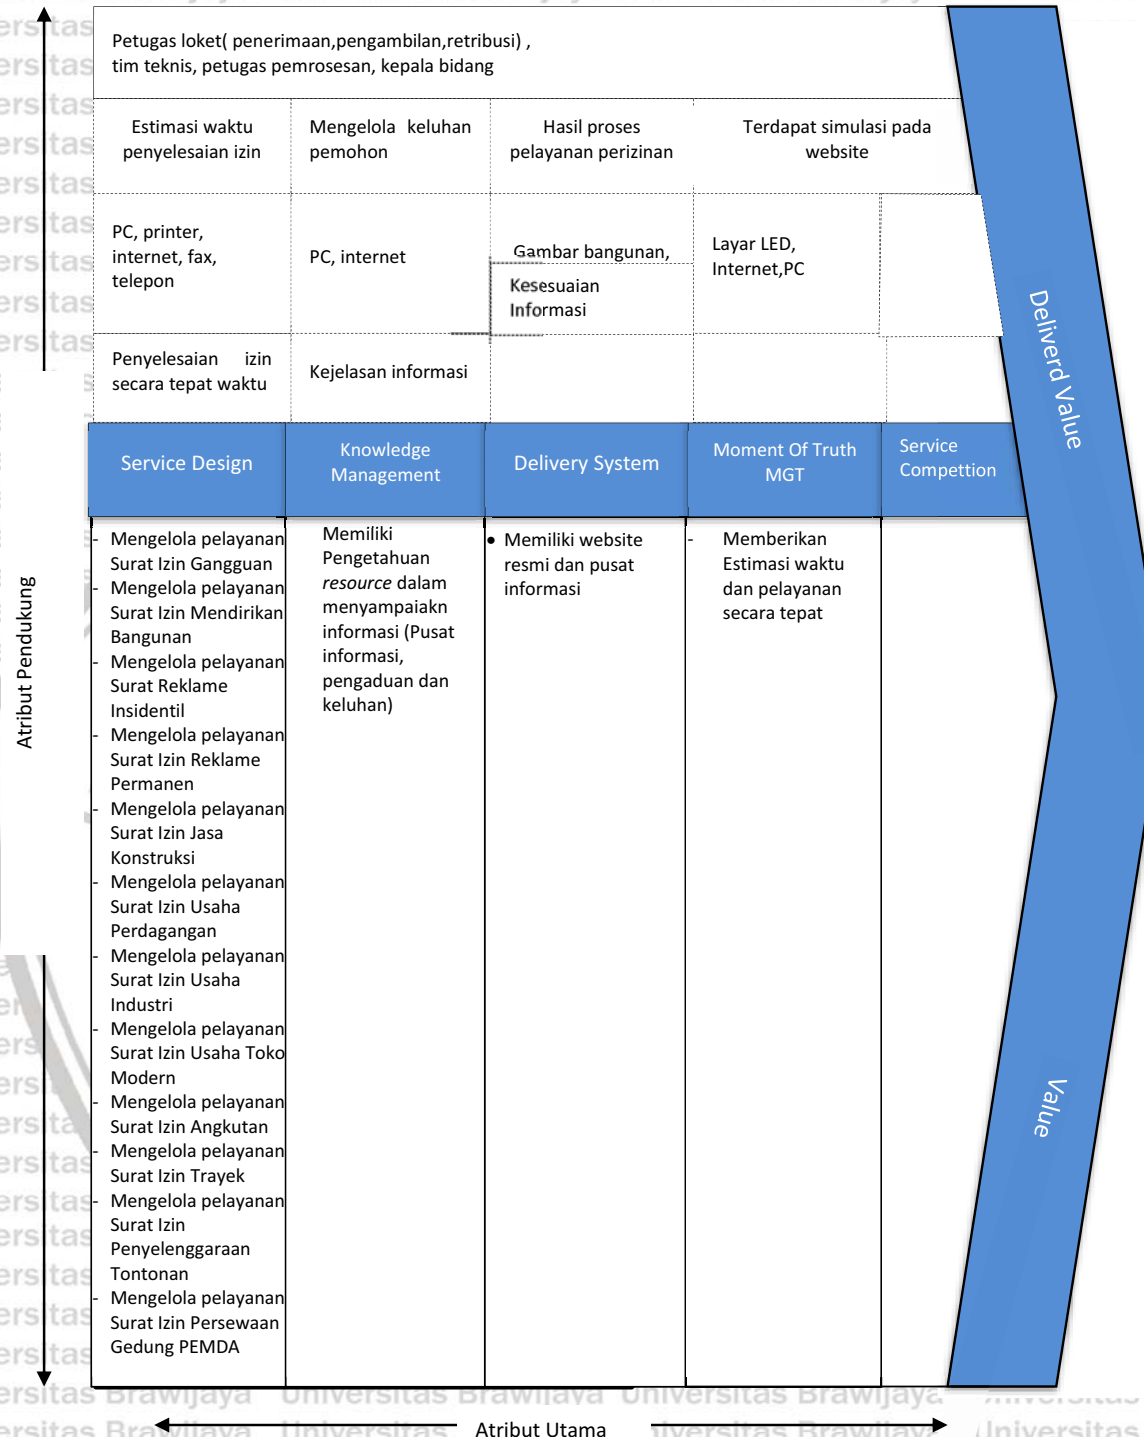 Petugas loket( penerimaan,pengambilan,retribusi) ,
tim teknis, petugas pemrosesan, kepala bidang
Estimasi waktu
penyelesaian izin
Mengelola keluhan
pemohon
Hasil proses
pelayanan perizinan
Terdapat simulasi pada
website
PC, printer,
internet, fax,
telepon
PC, internet
Gambar bangunan,
Kesesuaian
Informasi
Layar LED,
Internet,PC
Penyelesaian izin
secara tepat waktu
Kejelasan informasi
Deliverd Value
Service Design
Knowledge
Management
Delivery System
Moment Of Truth
MGT
Service
Compettion
Atribut Pendukung
- Mengelola pelayanan
Surat Izin Gangguan
- Mengelola pelayanan
Surat Izin Mendirikan
Bangunan
- Mengelola pelayanan
Surat Reklame
Insidentil
- Mengelola pelayanan
Surat Izin Reklame
Permanen
- Mengelola pelayanan
Surat Izin Jasa
Konstruksi
- Mengelola pelayanan
Surat Izin Usaha
Perdagangan
- Mengelola pelayanan
Surat Izin Usaha
Industri
- Mengelola pelayanan
Surat Izin Usaha Toko
Modern
- Mengelola pelayanan
Surat Izin Angkutan
- Mengelola pelayanan
Surat Izin Trayek
- Mengelola pelayanan
Surat Izin
Penyelenggaraan
Tontonan
- Mengelola pelayanan
Surat Izin Persewaan
Gedung PEMDA
Memiliki
Pengetahuan
resource dalam
menyampaiakn
informasi (Pusat
informasi,
pengaduan dan
keluhan)
• Memiliki website
resmi dan pusat
informasi
- Memberikan
Estimasi waktu
dan pelayanan
secara tepat
Value
ersitas Brawijaya Universitas Brawijaya Universitas Brawijaya
Atribut Utama